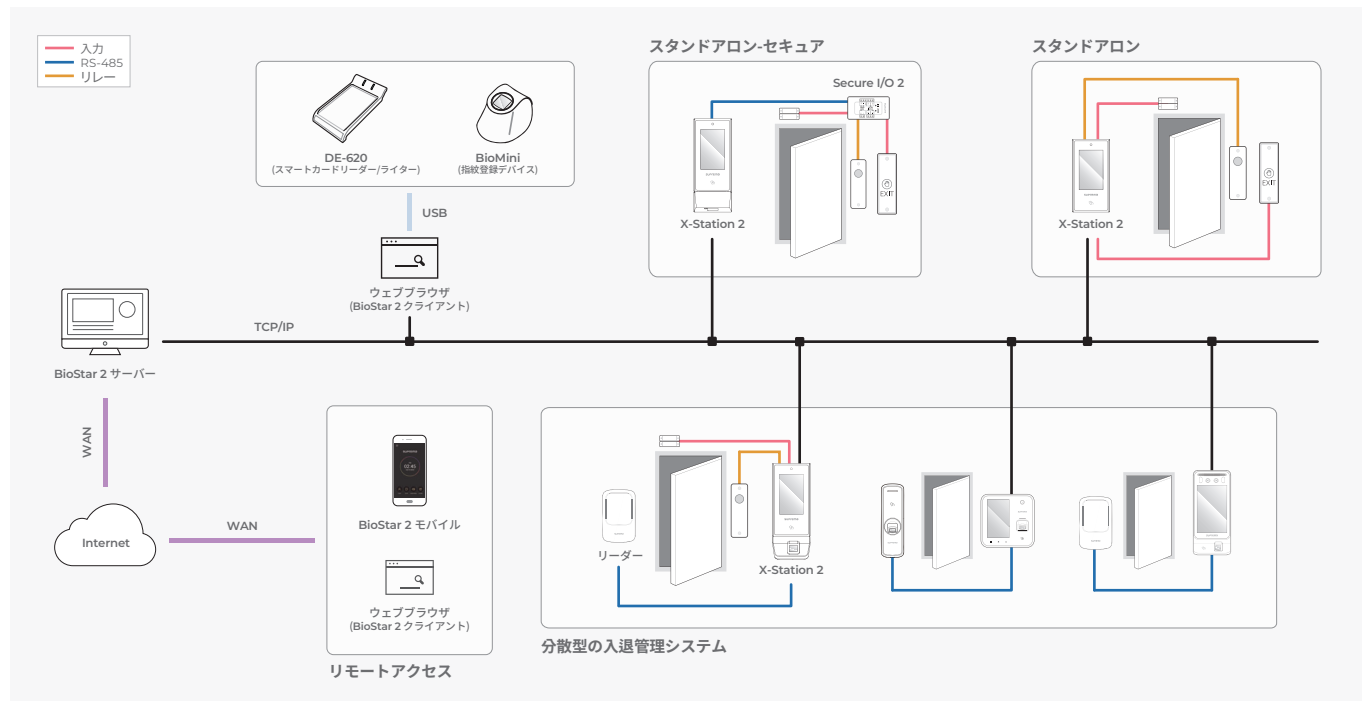 入力
RS-485
リレー
DE-620
(スマートカードリーダー/ライター)
BioMini
(指紋登録デバイス)
USB
ウェブブラウザ
(BioStar 2 クライアント)
スタンドアロン-セキュア
Secure I/O 2
EXIT
X-Station 2
スタンドアロン
EXIT
X-Station 2
TCP/IP
BioStar 2 サーバー
WAN
Internet
WAN
BioStar 2 モバイル
ウェブブラウザ
(BioStar 2 クライアント)
リモートアクセス
リーダー
X-Station 2
分散型の入退管理システム